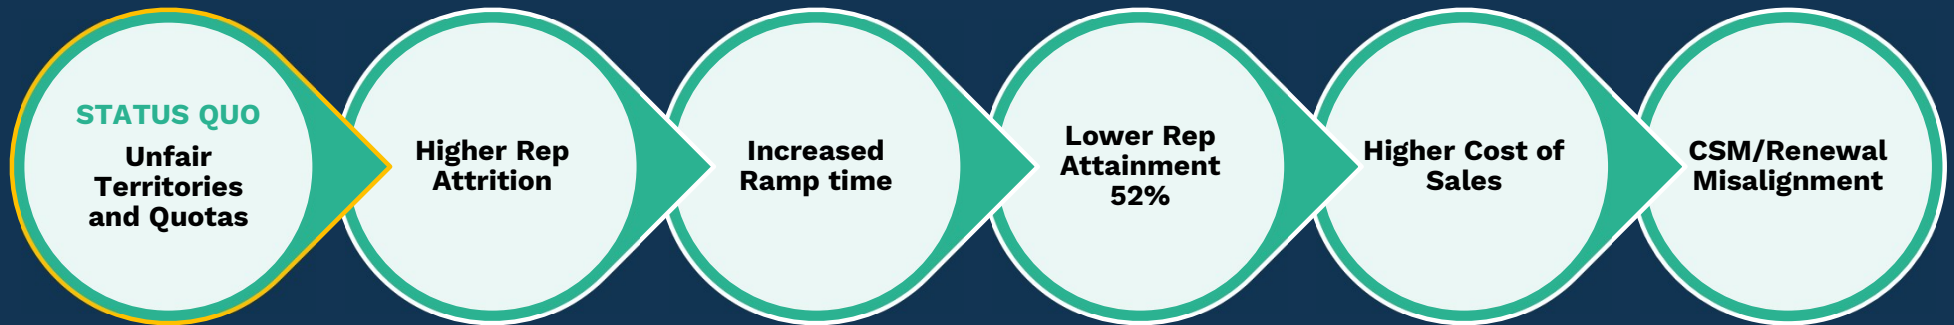 STATUS QUO
Unfair
Territories
and Quotas
Higher Rep
Attrition
Increased
Ramp time
Lower Rep
Attainment
52%
Higher Cost of
Sales
CSM/Renewal
Misalignment